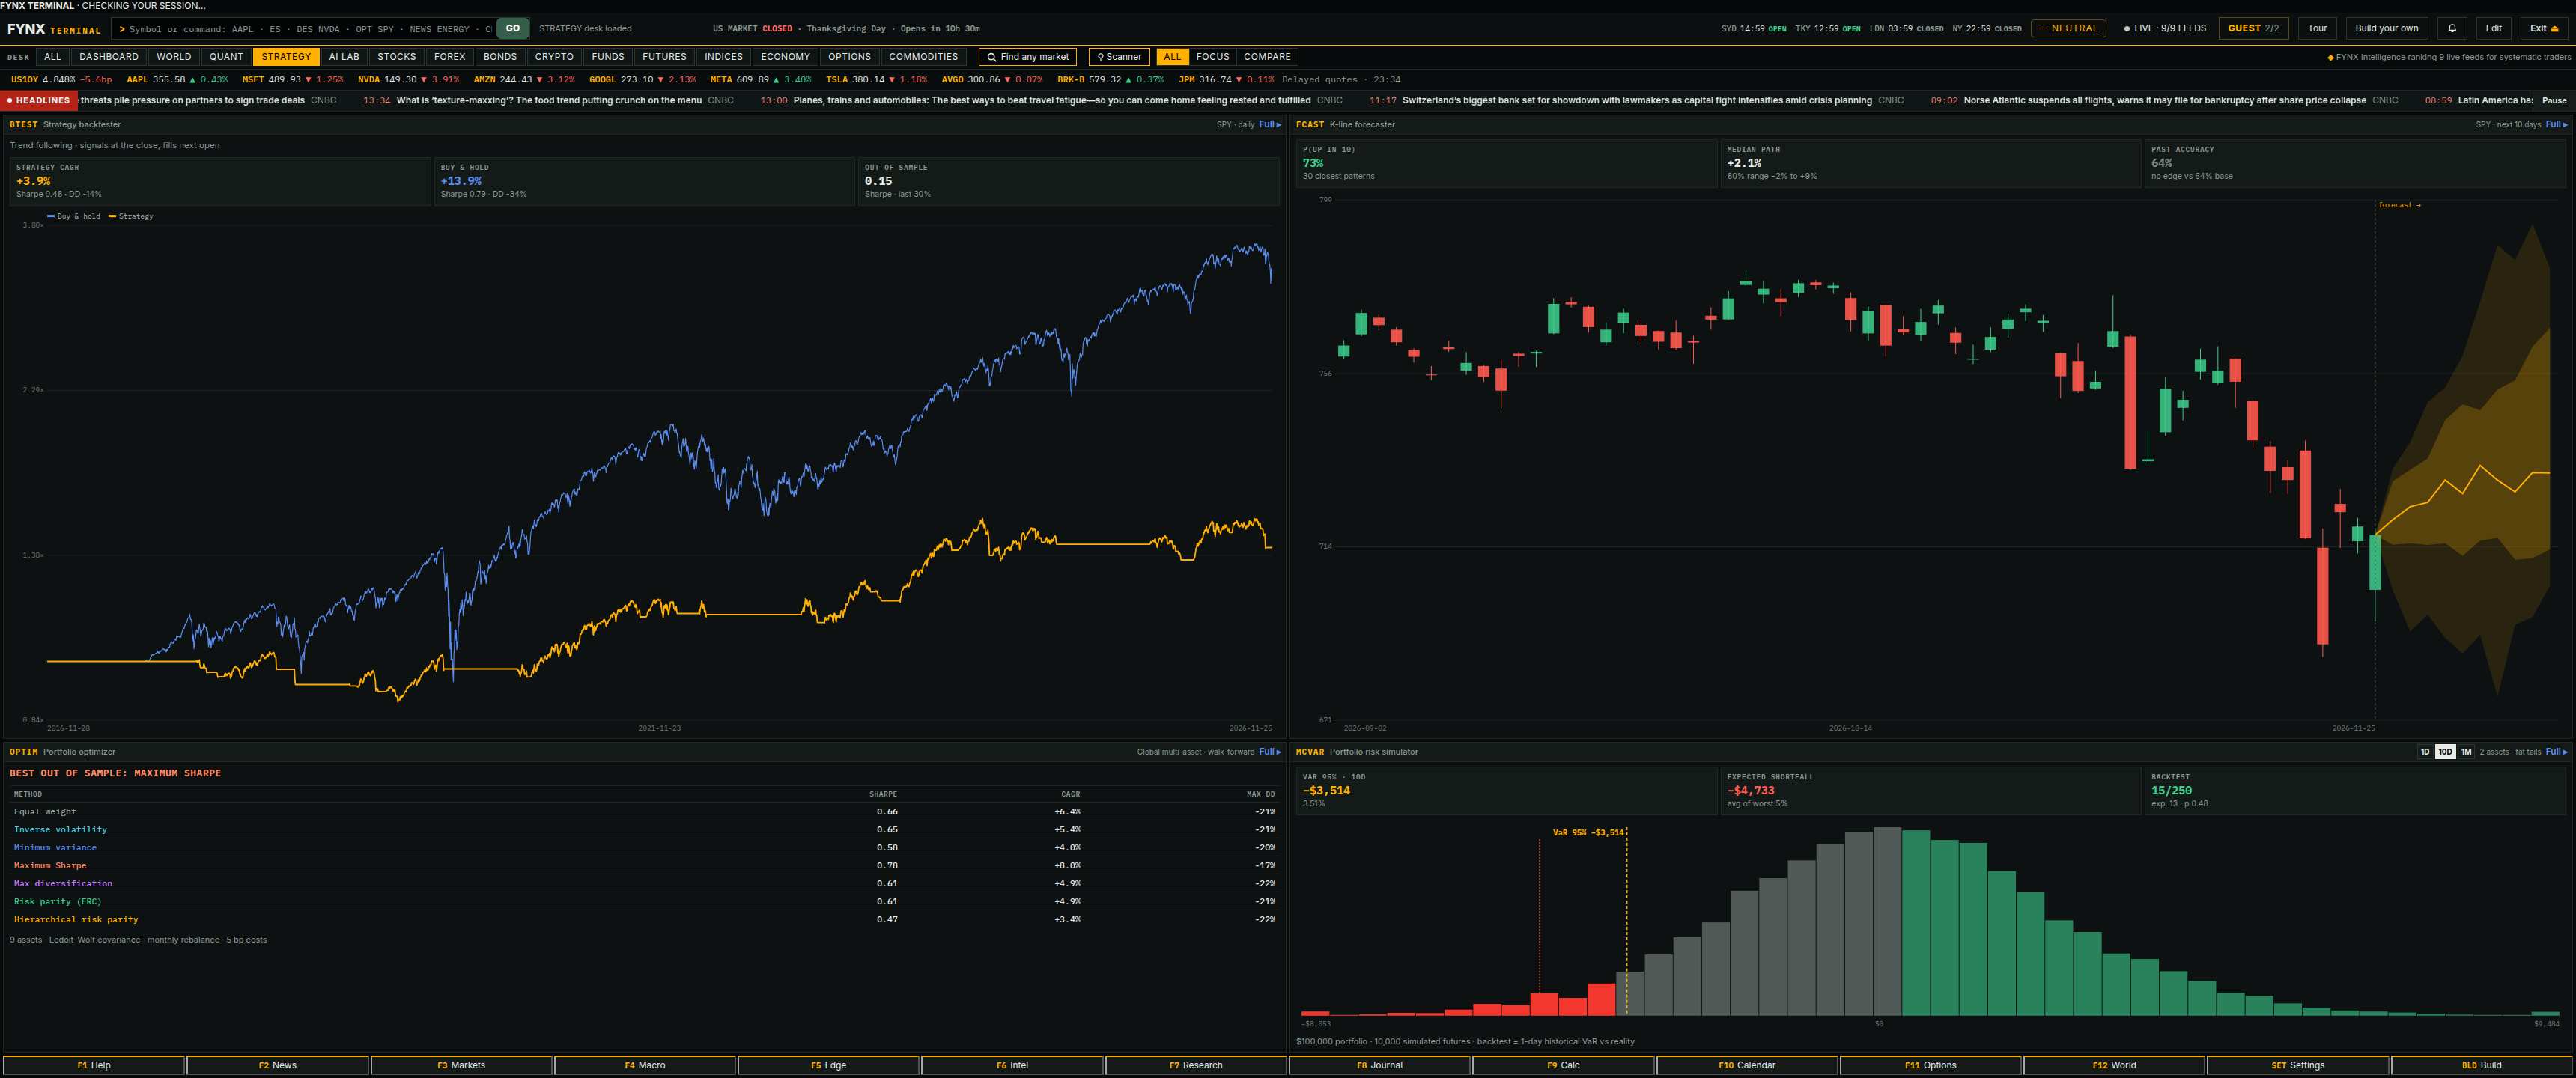 FYNX TERMINAL · CHECKING YOUR SESSION...
FYNX TERMINAL > Symbol or command: AAPL · ES · DES NVDA · OPT SPY · NEWS ENERGY · GO STRATEGY desk loaded US MARKET CLOSED · Thanksgiving Day · Opens in 10h 30m SYD 14:59 OPEN TKY 12:59 OPEN LDN 03:59 CLOSED NY 22:59 CLOSED — NEUTRAL ● LIVE · 9/9 FEEDS GUEST 2/2 Tour Build your own Edit Exit
DESK ALL DASHBOARD WORLD QUANT STRATEGY AI LAB STOCKS FOREX BONDS CRYPTO FUNDS FUTURES INDICES ECONOMY OPTIONS COMMODITIES Find any market Scanner ALL FOCUS COMPARE ◆ FYNX Intelligence ranking 9 live feeds for systematic traders
US10Y 4.848% −5.6bp AAPL 355.58 ▲ 0.43% MSFT 489.93 ▼ 1.25% NVDA 149.30 ▼ 3.91% AMZN 244.43 ▼ 3.12% GOOGL 273.10 ▼ 2.13% META 609.89 ▲ 3.40% TSLA 380.14 ▼ 1.18% AVGO 300.86 ▼ 0.07% BRK-B 579.32 ▲ 0.37% JPM 316.74 ▼ 0.11% Delayed quotes · 23:34
● HEADLINES threats pile pressure on partners to sign trade deals CNBC 13:34 What is ‘texture-maxxing’? The food trend putting crunch on the menu CNBC 13:00 Planes, trains and automobiles: The best ways to beat travel fatigue—so you can come home feeling rested and fulfilled CNBC 11:17 Switzerland’s biggest bank set for showdown with lawmakers as capital fight intensifies amid crisis planning CNBC 09:02 Norse Atlantic suspends all flights, warns it may file for bankruptcy after share price collapse CNBC 08:59 Latin America has Pause
BTEST Strategy backtester SPY · daily Full ▸
Trend following · signals at the close, fills next open
STRATEGY CAGR BUY & HOLD OUT OF SAMPLE
+3.9% +13.9% 0.15
Sharpe 0.48 · DD -14% Sharpe 0.79 · DD -34% Sharpe · last 30%
Buy & hold Strategy
3.80×
2.29×
1.38×
0.84×
2016-11-28 2021-11-23 2026-11-25
FCAST K-line forecaster SPY · next 10 days Full ▸
P(UP IN 10) MEDIAN PATH PAST ACCURACY
73% +2.1% 64%
30 closest patterns 80% range −2% to +9% no edge vs 64% base
799
forecast →
756
714
671
2026-09-02 2026-10-14 2026-11-25
OPTIM Portfolio optimizer Global multi-asset · walk-forward Full ▸
BEST OUT OF SAMPLE: MAXIMUM SHARPE
METHOD SHARPE CAGR MAX DD
Equal weight 0.66 +6.4% -21%
Inverse volatility 0.65 +5.4% -21%
Minimum variance 0.58 +4.0% -20%
Maximum Sharpe 0.78 +8.0% -17%
Max diversification 0.61 +4.9% -22%
Risk parity (ERC) 0.61 +4.9% -21%
Hierarchical risk parity 0.47 +3.4% -22%
9 assets · Ledoit–Wolf covariance · monthly rebalance · 5 bp costs
MCVAR Portfolio risk simulator 1D 10D 1M 2 assets · fat tails Full ▸
VAR 95% · 10D EXPECTED SHORTFALL BACKTEST
−$3,514 −$4,733 15/250
3.51% avg of worst 5% exp. 13 · p 0.48
VaR 95% −$3,514
−$8,053 $0 $9,484
$100,000 portfolio · 10,000 simulated futures · backtest = 1-day historical VaR vs reality
F1 Help F2 News F3 Markets F4 Macro F5 Edge F6 Intel F7 Research F8 Journal F9 Calc F10 Calendar F11 Options F12 World SET Settings BLD Build